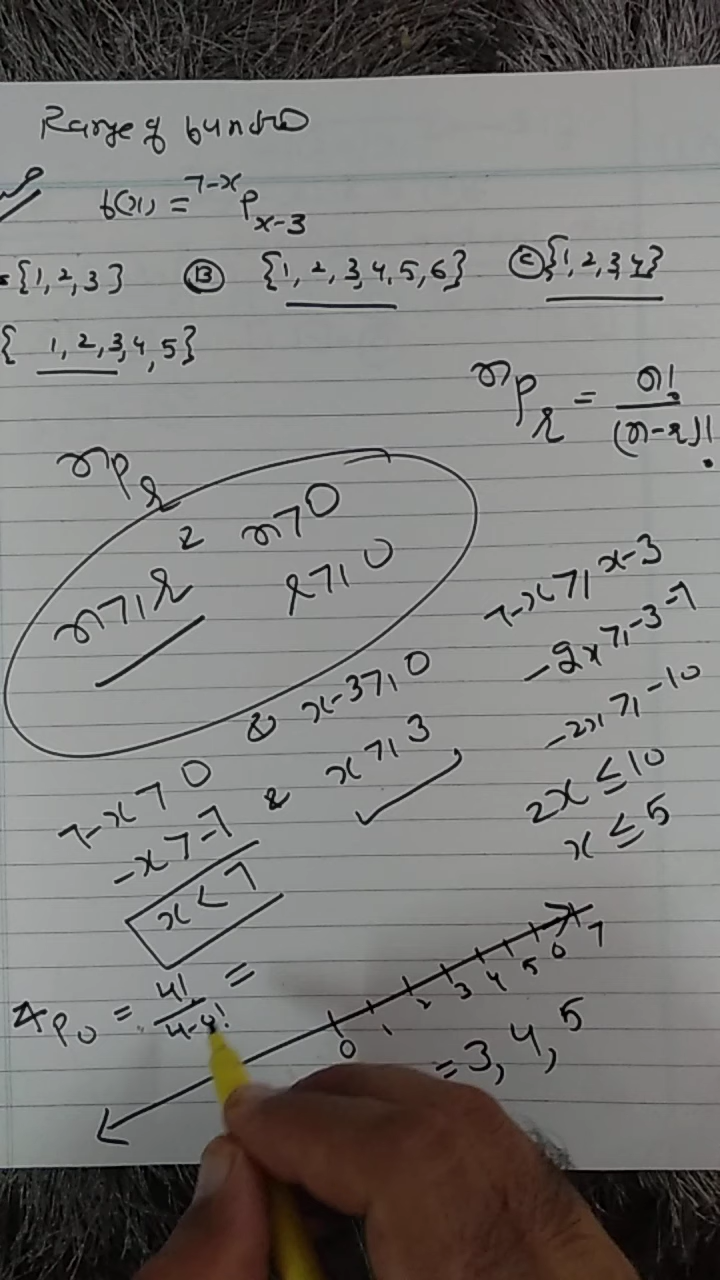 Range of function
f(x) = ⁷⁻ˣPₓ₋₃
{1, 2, 3} Ⓑ {1, 2, 3, 4, 5, 6} Ⓒ {1, 2, 3, 4}
{ 1, 2, 3, 4, 5}
ⁿPᵣ = n!/(n-r)!
ⁿPᵣ
n ≥ r & n > 0
r ≥ 0
7-x > 0 & x-3 ≥ 0
-x > -7 & x ≥ 3
x < 7
7-x ≥ x-3
-2x ≥ -3-7
-2x ≥ -10
2x ≤ 10
x ≤ 5
0 1 2 3 4 5 6 7
= 3, 4, 5
⁴P₀ = 4!/4-4! =